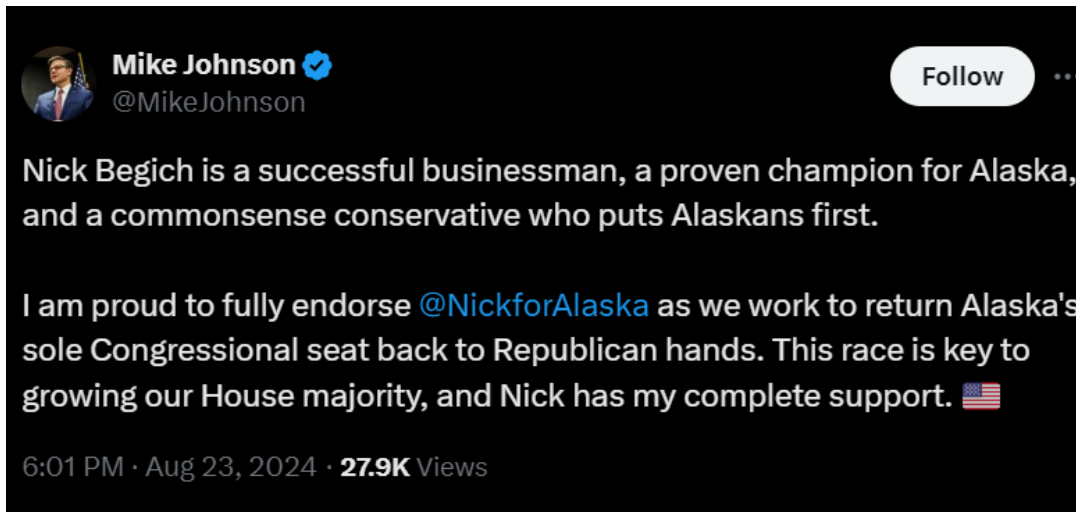 Mike Johnson
@MikeJohnson
Follow
Nick Begich is a successful businessman, a proven champion for Alaska,
and a commonsense conservative who puts Alaskans first.
I am proud to fully endorse @NickforAlaska as we work to return Alaska's
sole Congressional seat back to Republican hands. This race is key to
growing our House majority, and Nick has my complete support. 🇺🇸
6:01 PM · Aug 23, 2024 · 27.9K Views